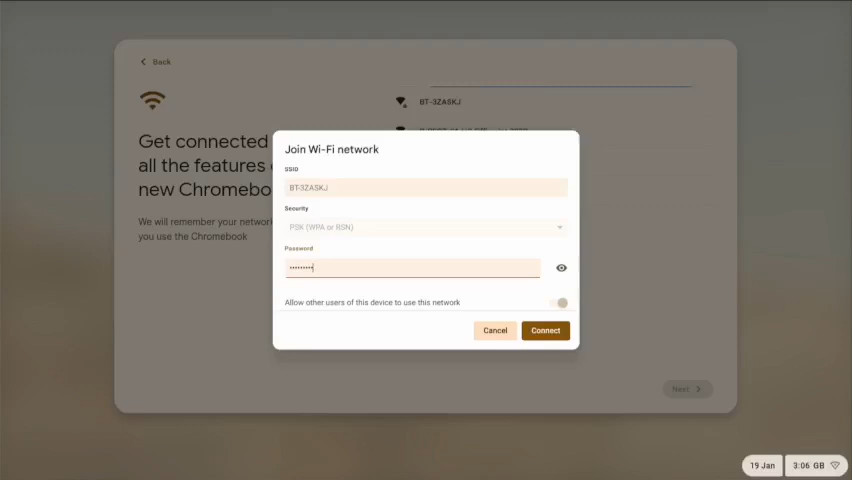 Back
BT-3ZASKJ
Get connected
all the features
new Chromeboo
We will remember your network
you use the Chromebook
Join Wi-Fi network
SSID
BT-3ZASKJ
Security
PSK (WPA or RSN)
Password
•••••••••
Allow other users of this device to use this network
Cancel
Connect
Next
19 Jan
3:06 GB